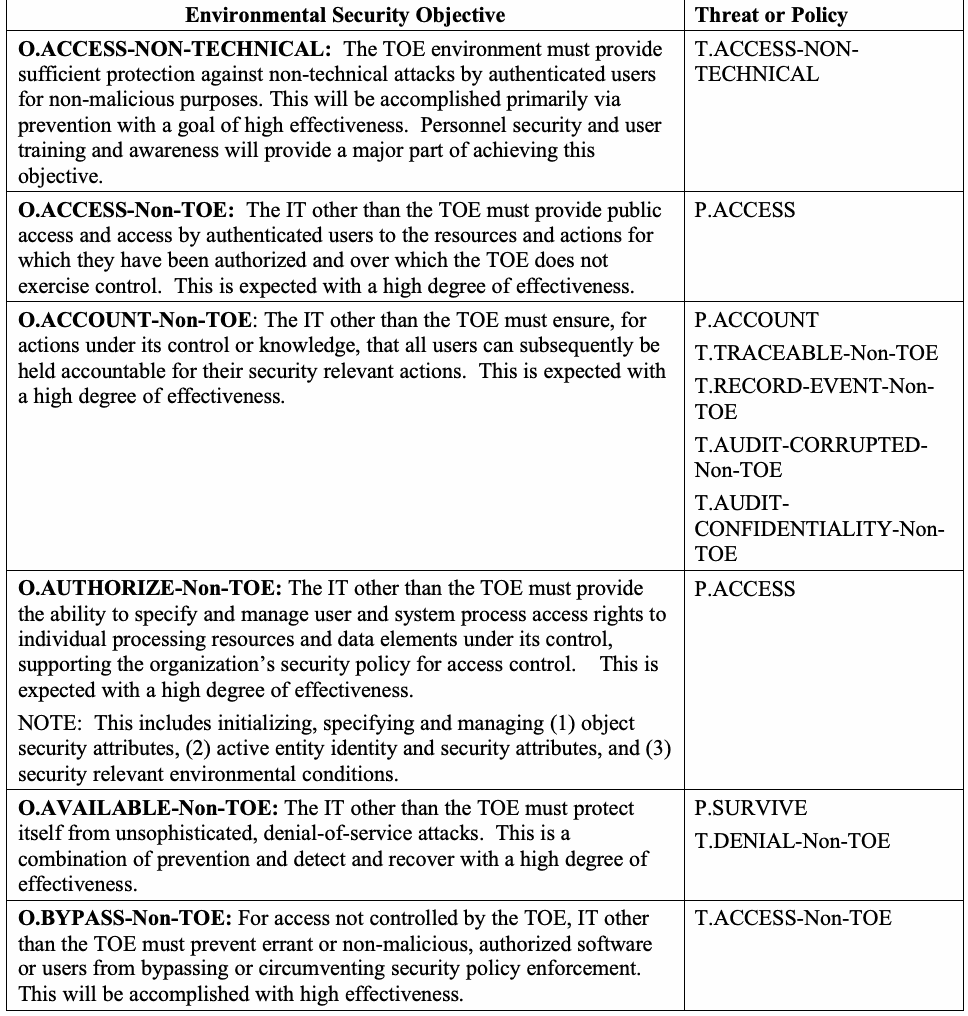 Environmental Security Objective
Threat or Policy
O.ACCESS-NON-TECHNICAL: The TOE environment must provide
sufficient protection against non-technical attacks by authenticated users
for non-malicious purposes. This will be accomplished primarily via
prevention with a goal of high effectiveness. Personnel security and user
training and awareness will provide a major part of achieving this
objective.
T.ACCESS-NON-
TECHNICAL
O.ACCESS-Non-TOE: The IT other than the TOE must provide public
access and access by authenticated users to the resources and actions for
which they have been authorized and over which the TOE does not
exercise control. This is expected with a high degree of effectiveness.
P.ACCESS
O.ACCOUNT-Non-TOE: The IT other than the TOE must ensure, for
actions under its control or knowledge, that all users can subsequently be
held accountable for their security relevant actions. This is expected with
a high degree of effectiveness.
P.ACCOUNT
T.TRACEABLE-Non-TOE
T.RECORD-EVENT-Non-
TOE
T.AUDIT-CORRUPTED-
Non-TOE
T.AUDIT-
CONFIDENTIALITY-Non-
TOE
O.AUTHORIZE-Non-TOE: The IT other than the TOE must provide
the ability to specify and manage user and system process access rights to
individual processing resources and data elements under its control,
supporting the organization's security policy for access control. This is
expected with a high degree of effectiveness.
NOTE: This includes initializing, specifying and managing (1) object
security attributes, (2) active entity identity and security attributes, and (3)
security relevant environmental conditions.
P.ACCESS
O.AVAILABLE-Non-TOE: The IT other than the TOE must protect
itself from unsophisticated, denial-of-service attacks. This is a
combination of prevention and detect and recover with a high degree of
effectiveness.
P.SURVIVE
T.DENIAL-Non-TOE
O.BYPASS-Non-TOE: For access not controlled by the TOE, IT other
than the TOE must prevent errant or non-malicious, authorized software
or users from bypassing or circumventing security policy enforcement.
This will be accomplished with high effectiveness.
T.ACCESS-Non-TOE